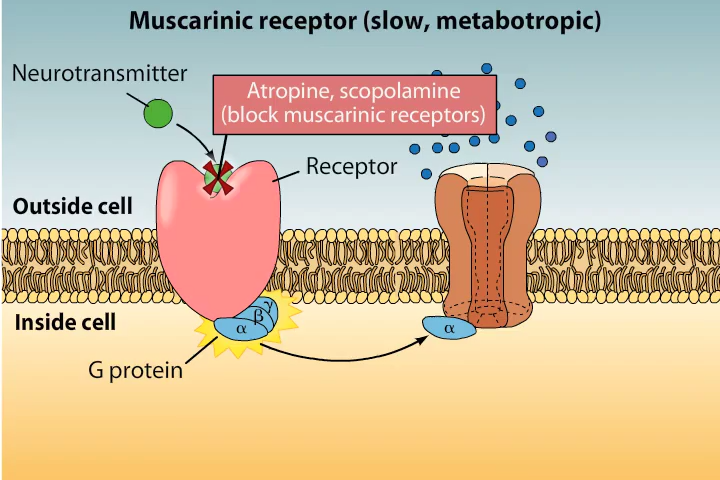 Muscarinic receptor (slow, metabotropic)
Neurotransmitter
Atropine, scopolamine
(block muscarinic receptors)
Receptor
Outside cell
Inside cell
γ
β
α
α
G protein